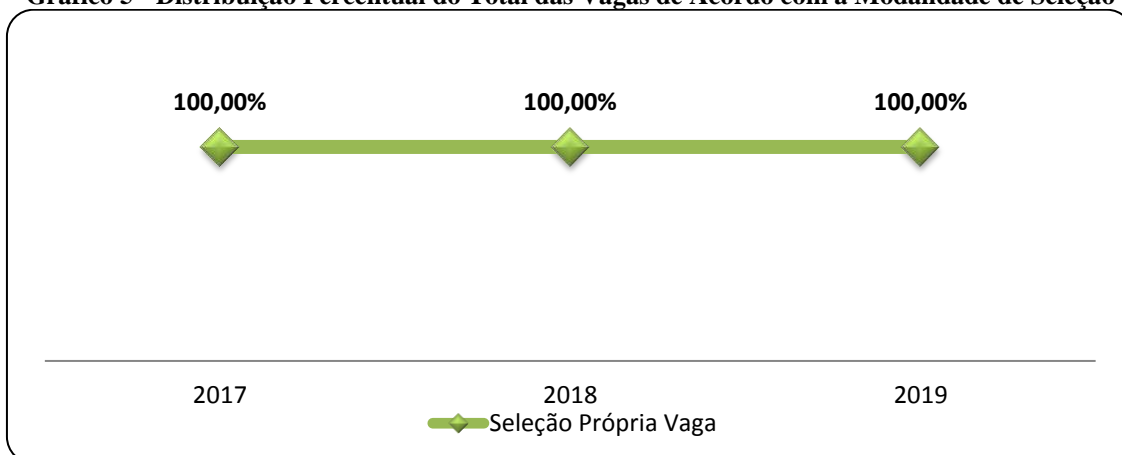 Gráfico 5 - Distribuição Percentual do Total das Vagas de Acordo com a Modalidade de Seleção
100,00% 100,00% 100,00%
2017 2018 2019
Seleção Própria Vaga